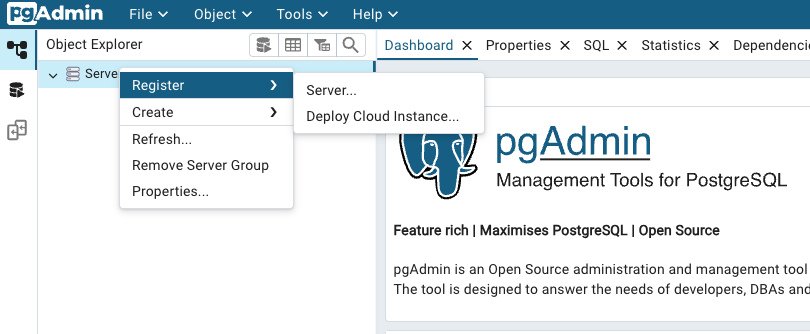 pgAdmin File Object Tools Help
Object Explorer
Dashboard Properties SQL Statistics Dependenci
Serve
Register
Create
Refresh...
Remove Server Group
Properties...
Server...
Deploy Cloud Instance...
pgAdmin
Management Tools for PostgreSQL
Feature rich | Maximises PostgreSQL | Open Source
pgAdmin is an Open Source administration and management tool
The tool is designed to answer the needs of developers, DBAs and